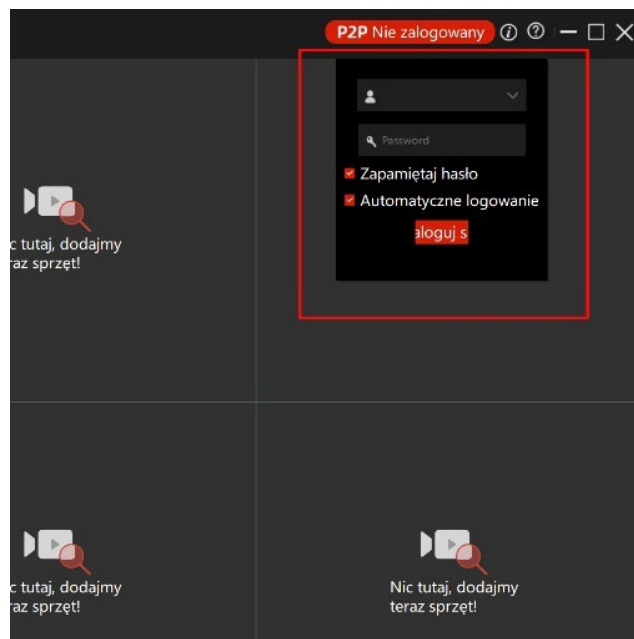 P2P Nie zalogowany
Password
Zapamiętaj hasło
Automatyczne logowanie
aloguj s
c tutaj, dodajmy
raz sprzęt!
c tutaj, dodajmy
raz sprzęt!
Nic tutaj, dodajmy
teraz sprzęt!